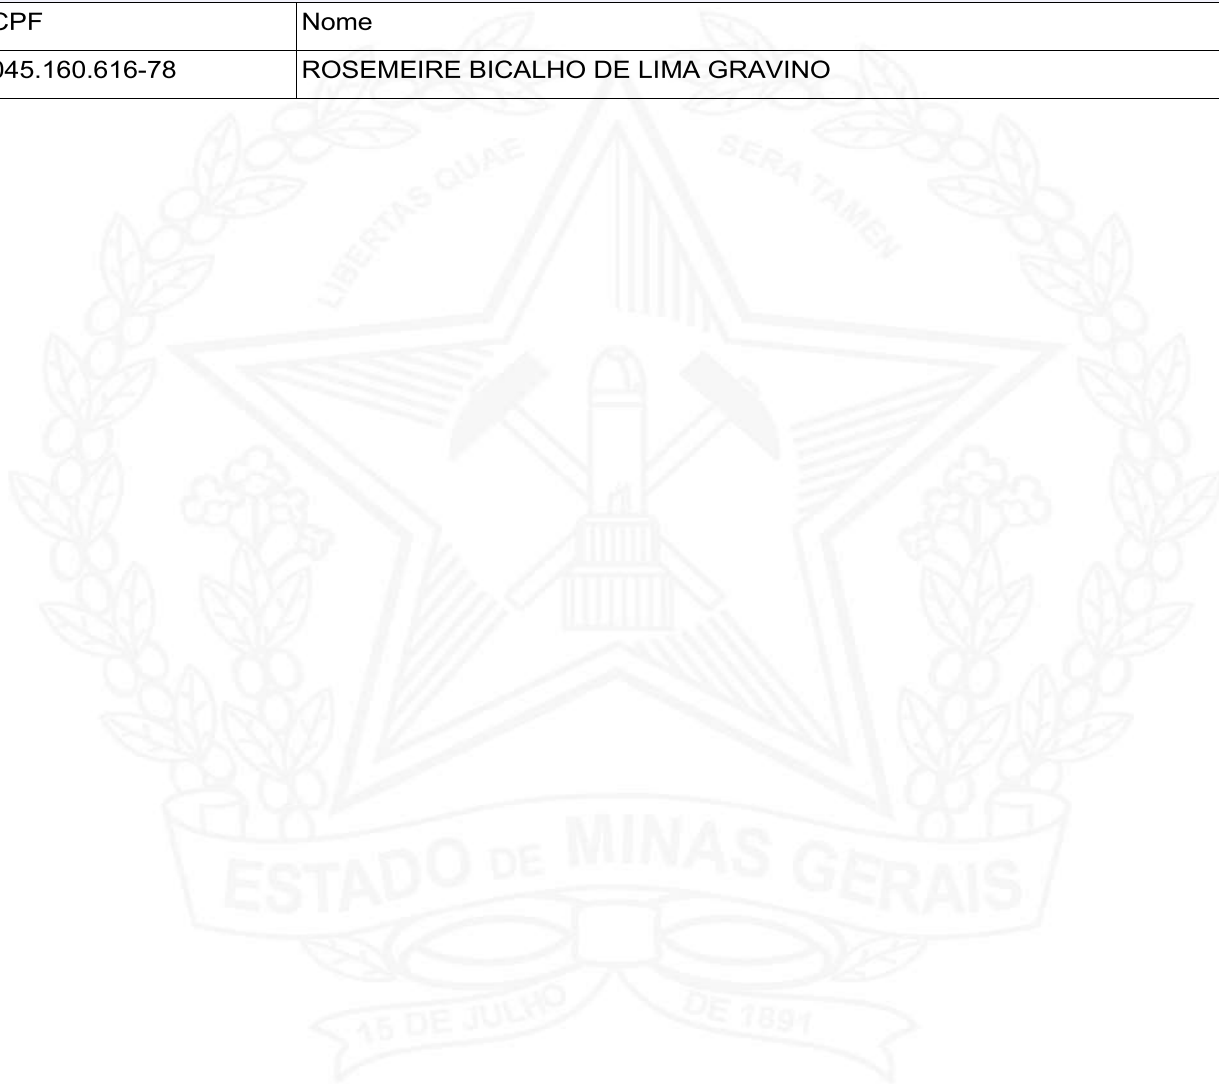 CPF Nome
045.160.616-78 ROSEMEIRE BICALHO DE LIMA GRAVINO
LIBERTAS QUAE SERA TAMEN
ESTADO DE MINAS GERAIS
15 DE JULHO DE 1891